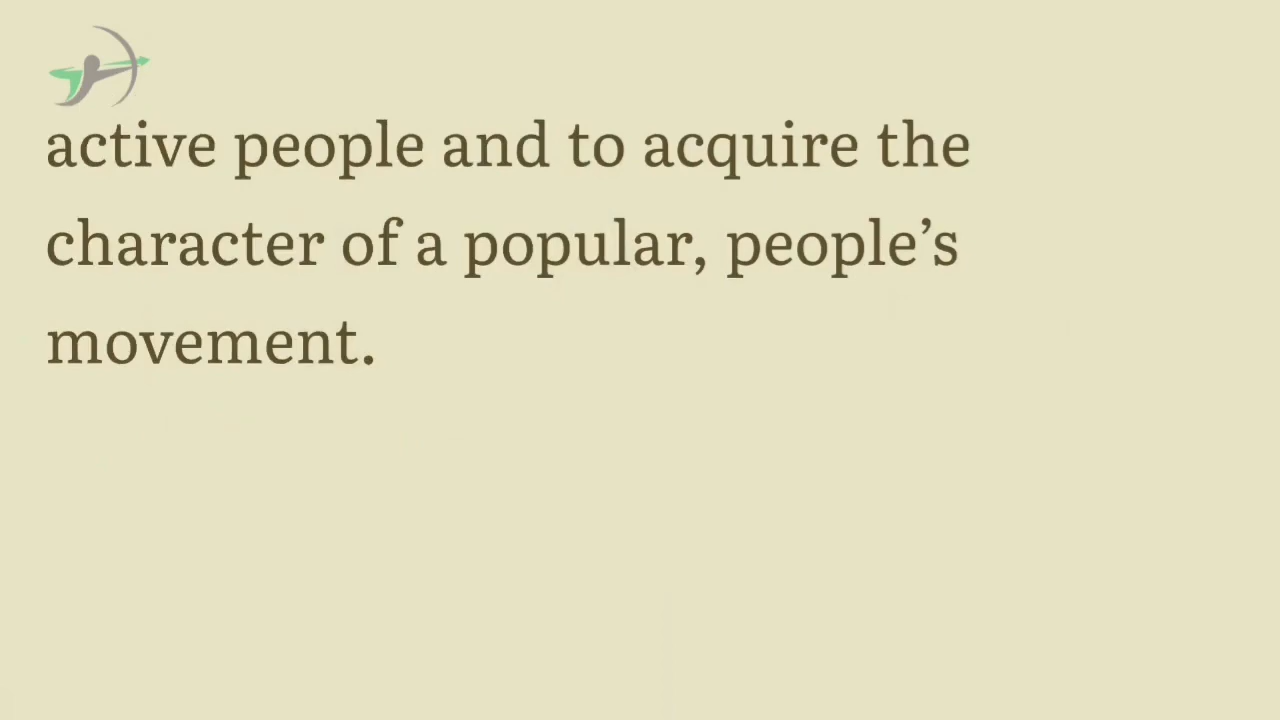 active people and to acquire the
character of a popular, people’s
movement.